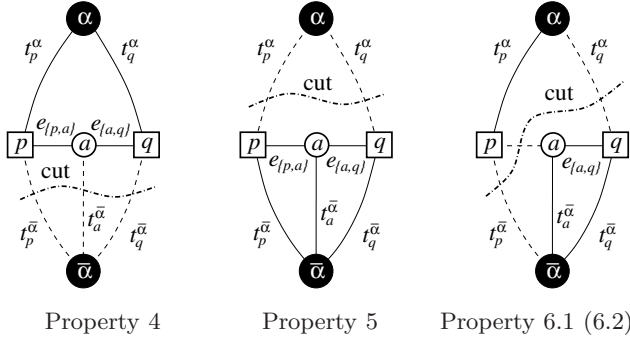 α α α
t_p^α t_q^α t_p^α t_q^α t_q^α
cut
t_p^α cut
p e_{p,a} a e_{a,q} q p a q p a q
e_{p,a} e_{a,q} e_{a,q}
cut
t_p^ᾱ t_a^ᾱ t_q^ᾱ t_p^ᾱ t_a^ᾱ t_q^ᾱ t_p^ᾱ t_a^ᾱ t_q^ᾱ
ᾱ ᾱ ᾱ
Property 4 Property 5 Property 6.1 (6.2)